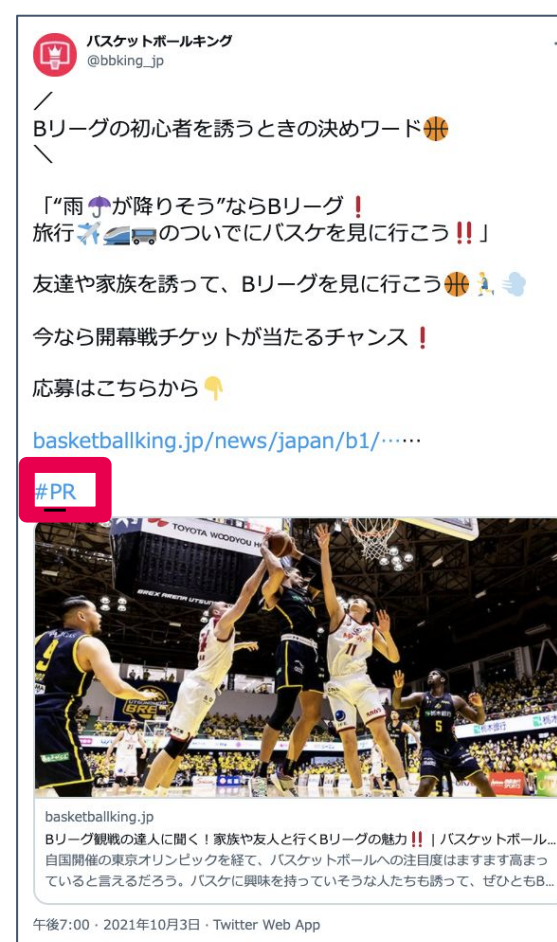 バスケットボールキング
@bbking_jp
／
Bリーグの初心者を誘うときの決めワード🏀
＼
「“雨☂が降りそう”ならBリーグ❗
旅行✈🚄🚌のついでにバスケを見に行こう‼」
友達や家族を誘って、Bリーグを見に行こう🏀🏃💨
今なら開幕戦チケットが当たるチャンス❗
応募はこちらから👇
basketballking.jp/news/japan/b1/……
#PR
TOYOTA WOODYOU
BREX ARENA
11
9
5
basketballking.jp
Bリーグ観戦の達人に聞く！家族や友人と行くBリーグの魅力‼ | バスケットボール...
自国開催の東京オリンピックを経て、バスケットボールへの注目度はますます高まっ
ていると言えるだろう。バスケに興味を持っていそうな人たちも誘って、ぜひともB...
午後7:00 · 2021年10月3日 · Twitter Web App